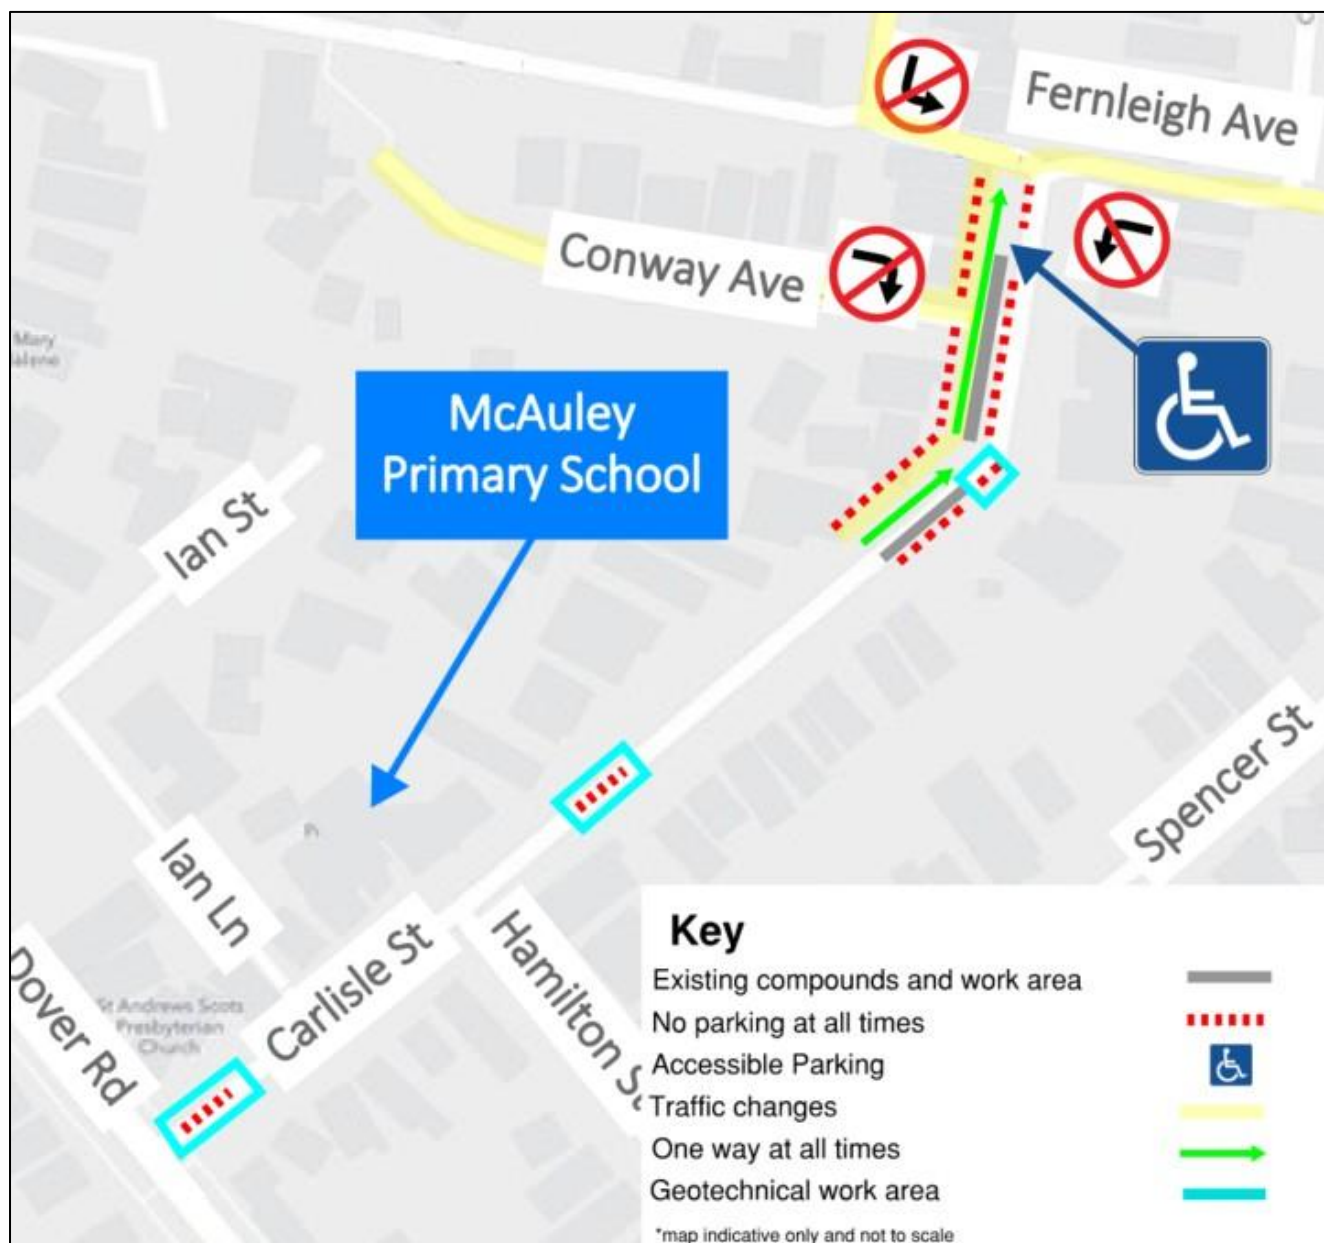 Fernleigh Ave
Conway Ave
Mary
McAuley
Primary School
Ian St
Spencer St
Ian Ln
Carlisle St
Hamilton
Dover Rd
St Andrews Scots
Presbyterian
Church
Key
Existing compounds and work area
No parking at all times
Accessible Parking
Traffic changes
One way at all times
Geotechnical work area
*map indicative only and not to scale